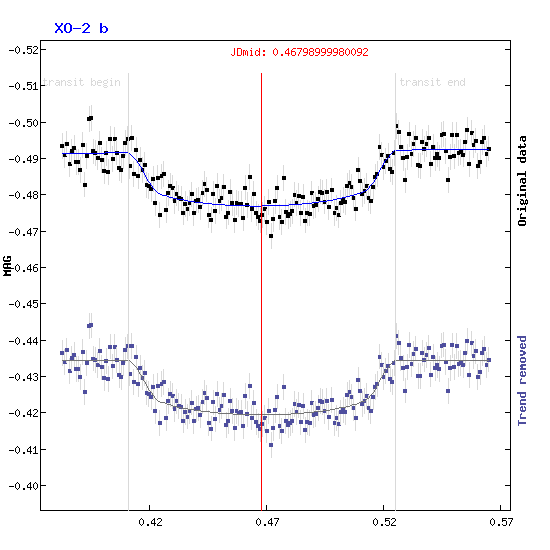 XO-2 b
JDmid: 0.46798999980092
transit begin
transit end
-0.52
-0.51
-0.50
-0.49
-0.48
-0.47
-0.46
-0.45
-0.44
-0.43
-0.42
-0.41
-0.40
MAG
Original data
Trend removed
0.42
0.47
0.52
0.57